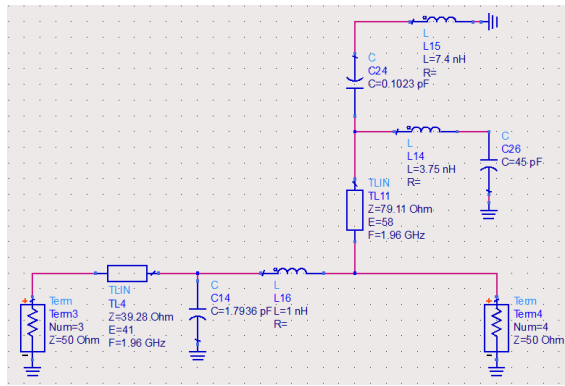 L
L15
L=7.4 nH
R=
C
C24
C=0.1023 pF
L
L14
L=3.75 nH
R=
C
C26
C=45 pF
TLIN
TL11
Z=79.11 Ohm
E=58
F=1.96 GHz
+
Term
Term3
Num=3
Z=50 Ohm
-
TLIN
TL4
Z=39.28 Ohm
E=41
F=1.96 GHz
C
C14
C=1.7936 pF
L
L16
L=1 nH
R=
+
Term
Term4
Num=4
Z=50 Ohm
-